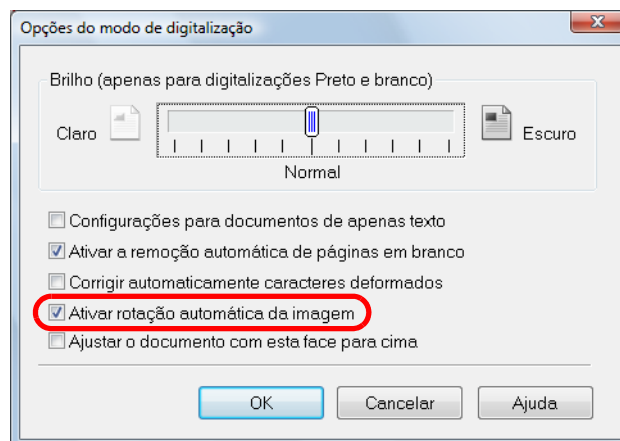 Opções do modo de digitalização
Brilho (apenas para digitalizações Preto e branco)
Claro
Escuro
Normal
Configurações para documentos de apenas texto
Ativar a remoção automática de páginas em branco
Corrigir automaticamente caracteres deformados
Ativar rotação automática da imagem
Ajustar o documento com esta face para cima
OK
Cancelar
Ajuda